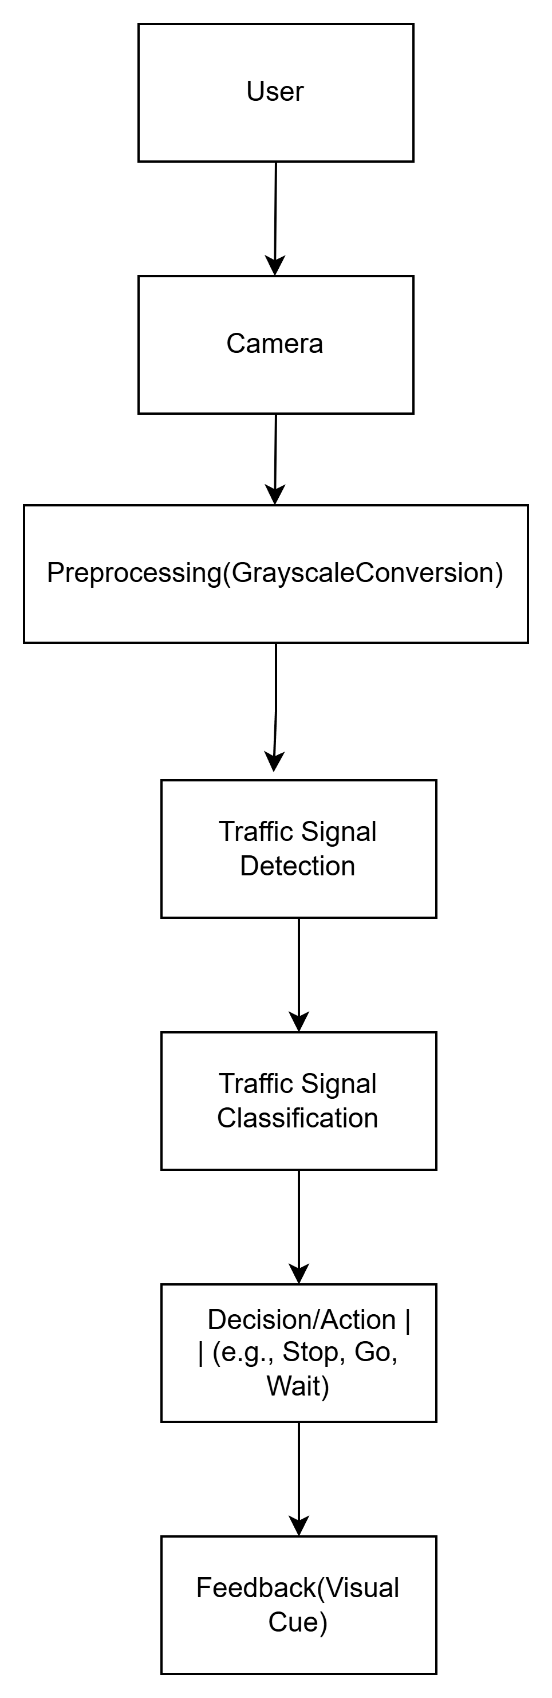 User
Camera
Preprocessing(GrayscaleConversion)
Traffic Signal
Detection
Traffic Signal
Classification
Decision/Action |
| (e.g., Stop, Go,
Wait)
Feedback(Visual
Cue)